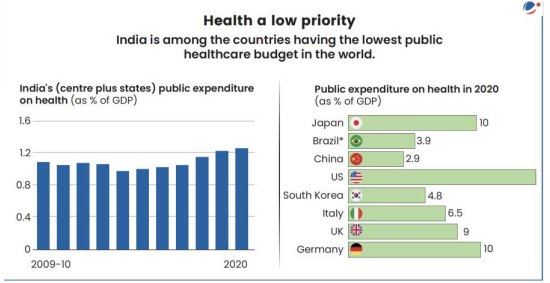 Health a low priority
India is among the countries having the lowest public
healthcare budget in the world.
India's (centre plus states) public expenditure
on health (as % of GDP)
1.6
1.2
0.8
0.4
0
2009-10
2020
Public expenditure on health in 2020
(as % of GDP)
Japan 10
Brazil* 3.9
China 2.9
US
South Korea 4.8
Italy 6.5
UK 9
Germany 10